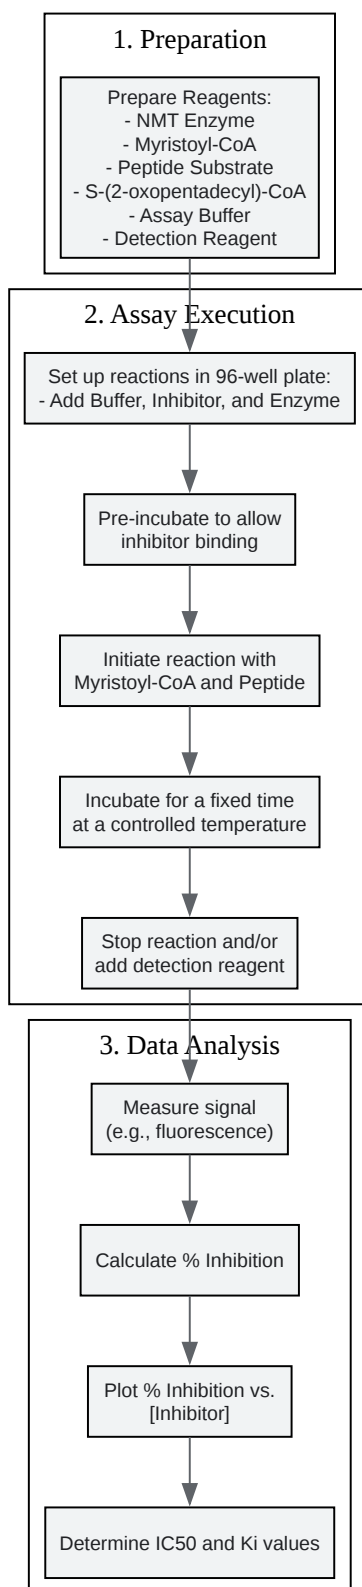 1. Preparation
Prepare Reagents:
- NMT Enzyme
- Myristoyl-CoA
- Peptide Substrate
- S-(2-oxopentadecyl)-CoA
- Assay Buffer
- Detection Reagent
2. Assay Execution
Set up reactions in 96-well plate:
- Add Buffer, Inhibitor, and Enzyme
Pre-incubate to allow
inhibitor binding
Initiate reaction with
Myristoyl-CoA and Peptide
Incubate for a fixed time
at a controlled temperature
Stop reaction and/or
add detection reagent
3. Data Analysis
Measure signal
(e.g., fluorescence)
Calculate % Inhibition
Plot % Inhibition vs.
[Inhibitor]
Determine IC50 and Ki values